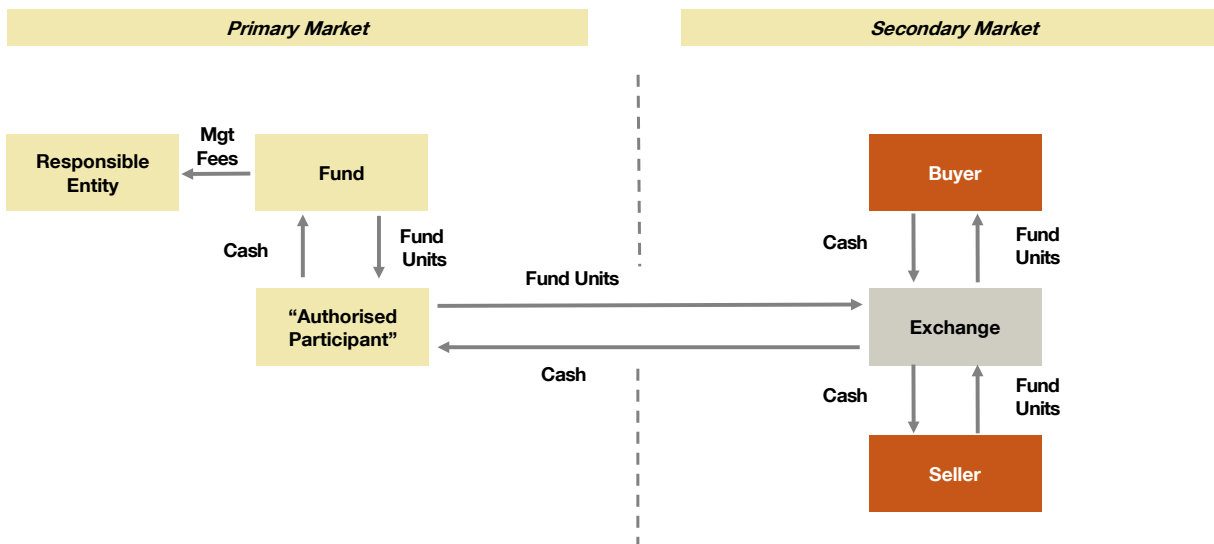 Primary Market
Secondary Market
Mgt
Fees
Responsible
Entity
Fund
Buyer
Cash
Fund
Units
Cash
Fund
Units
Fund Units
“Authorised
Participant”
Exchange
Cash
Cash
Fund
Units
Seller